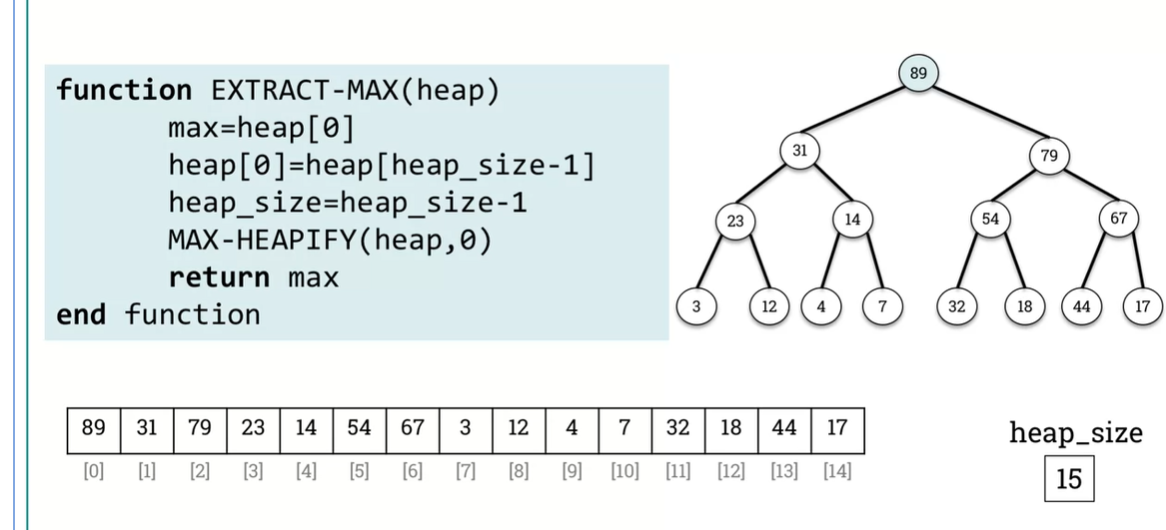 function EXTRACT-MAX(heap)
max=heap[0]
heap[0]=heap[heap_size-1]
heap_size=heap_size-1
MAX-HEAPIFY(heap,0)
return max
end function
89
31 79
23 14 54 67
3 12 4 7 32 18 44 17
89 31 79 23 14 54 67 3 12 4 7 32 18 44 17
[0] [1] [2] [3] [4] [5] [6] [7] [8] [9] [10] [11] [12] [13] [14]
heap_size
15